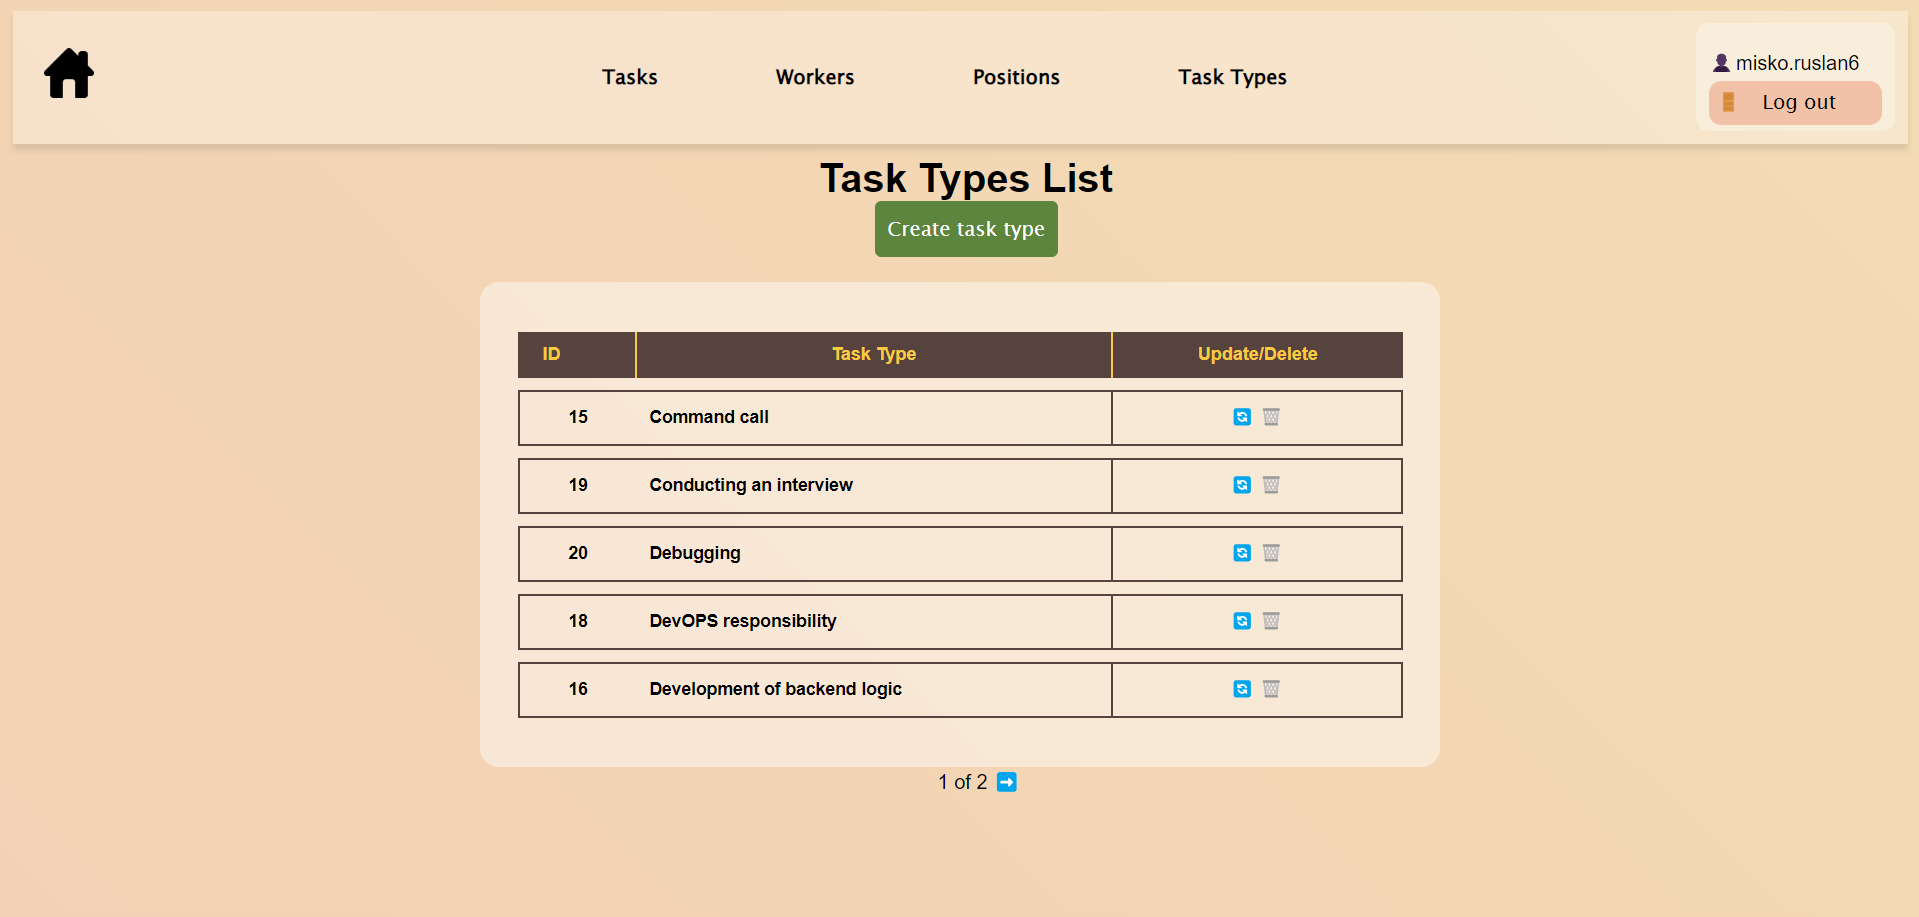 Tasks Workers Positions Task Types
misko.ruslan6
Log out
Task Types List
Create task type
ID Task Type Update/Delete
15 Command call
19 Conducting an interview
20 Debugging
18 DevOPS responsibility
16 Development of backend logic
1 of 2